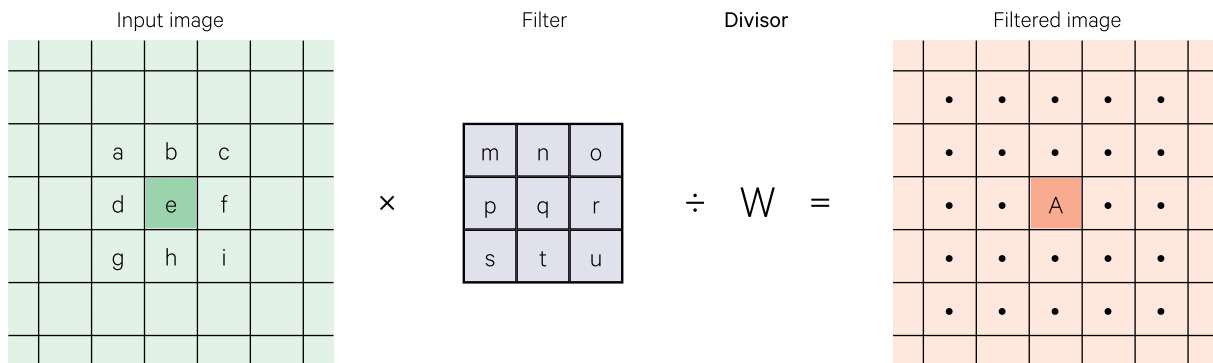 Input image
Filter
Divisor
Filtered image
a b c
d e f
g h i
×
m n o
p q r
s t u
÷ W =
A